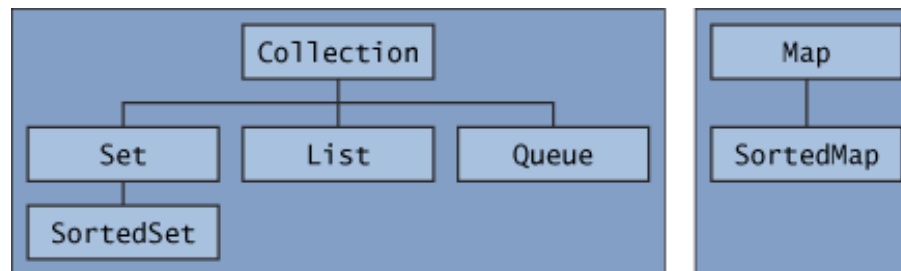 Collection
Map
Set
List
Queue
SortedMap
SortedSet